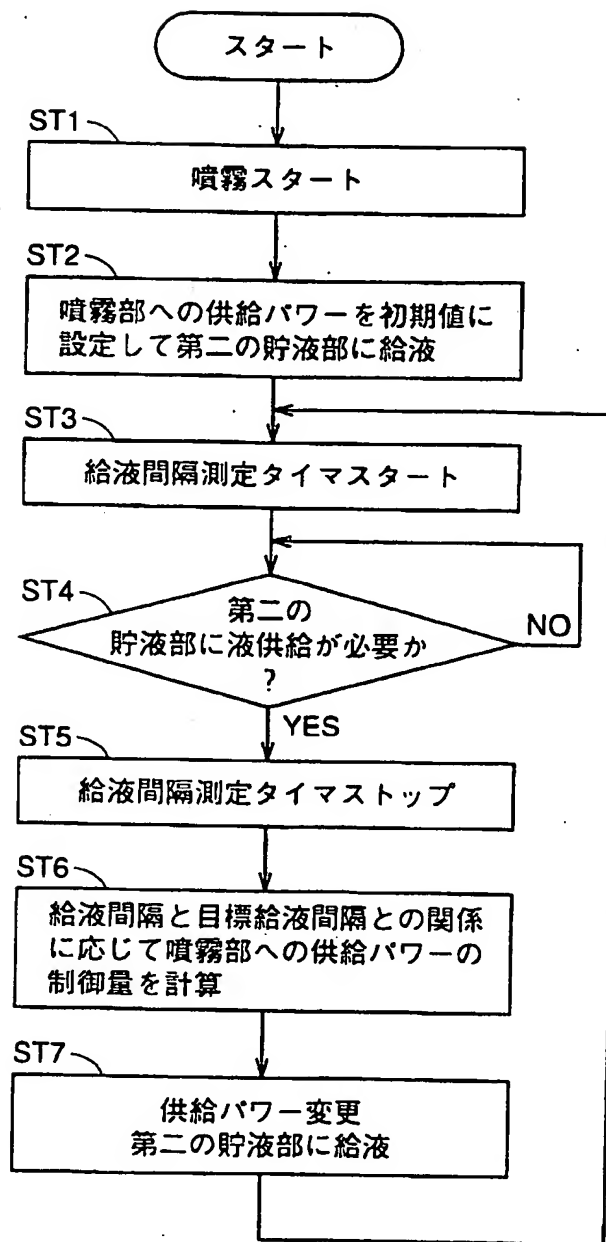 スタート
ST1
噴霧スタート
ST2
噴霧部への供給パワーを初期値に
設定して第二の貯液部に給液
ST3
給液間隔測定タイマスタート
ST4
第二の
貯液部に液供給が必要か
?
NO
YES
ST5
給液間隔測定タイマストップ
ST6
給液間隔と目標給液間隔との関係
に応じて噴霧部への供給パワーの
制御量を計算
ST7
供給パワー変更
第二の貯液部に給液